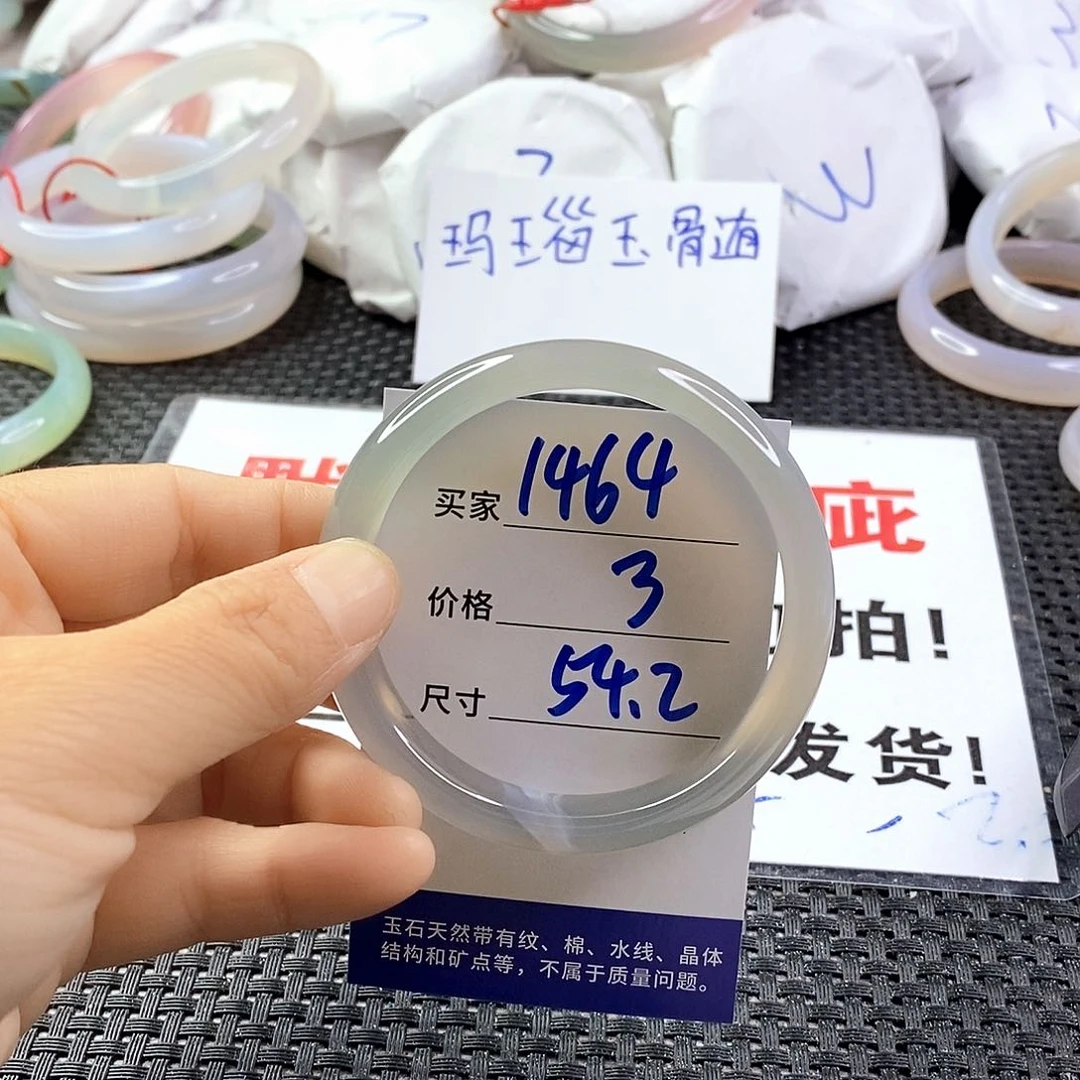 玛瑙玉骨髓
买家 1464
价格 3
尺寸 54.2
疵
拍！
发货！
玉石天然带有纹、棉、水线、晶体
结构和矿点等，不属于质量问题。